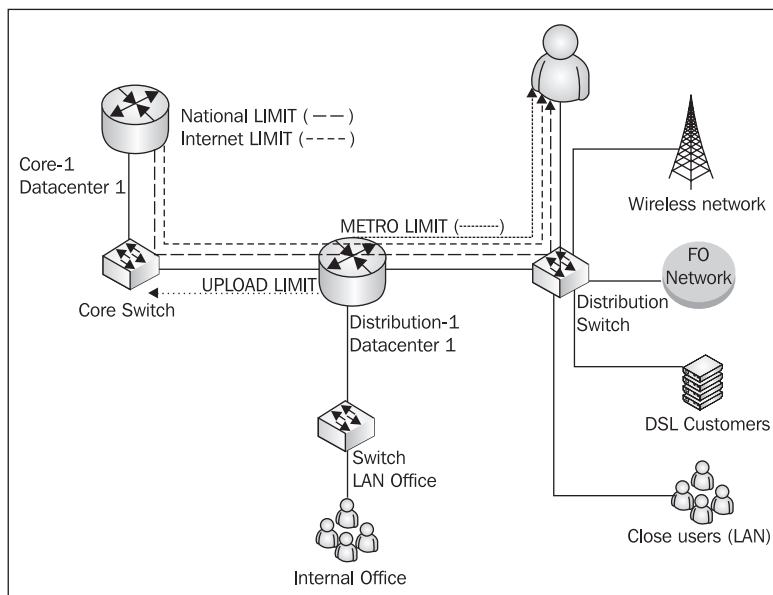 National LIMIT (— —)
Internet LIMIT (----)
Core-1
Datacenter 1
Wireless network
METRO LIMIT (--------)
FO
Network
UPLOAD LIMIT
Core Switch
Distribution
Switch
Distribution-1
Datacenter 1
DSL Customers
Switch
LAN Office
Close users (LAN)
Internal Office